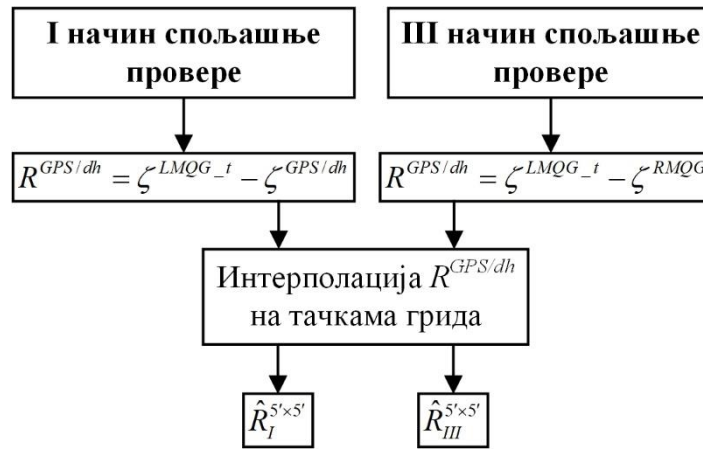 I начин спољашње
провере
III начин спољашње
провере
R^{GPS/dh} = ζ^{LMQG_t} − ζ^{GPS/dh}
R^{GPS/dh} = ζ^{LMQG_t} − ζ^{RMQG}
Интерполација R^{GPS/dh}
на тачкама грида
R̂_I^{5'×5'}
R̂_{III}^{5'×5'}